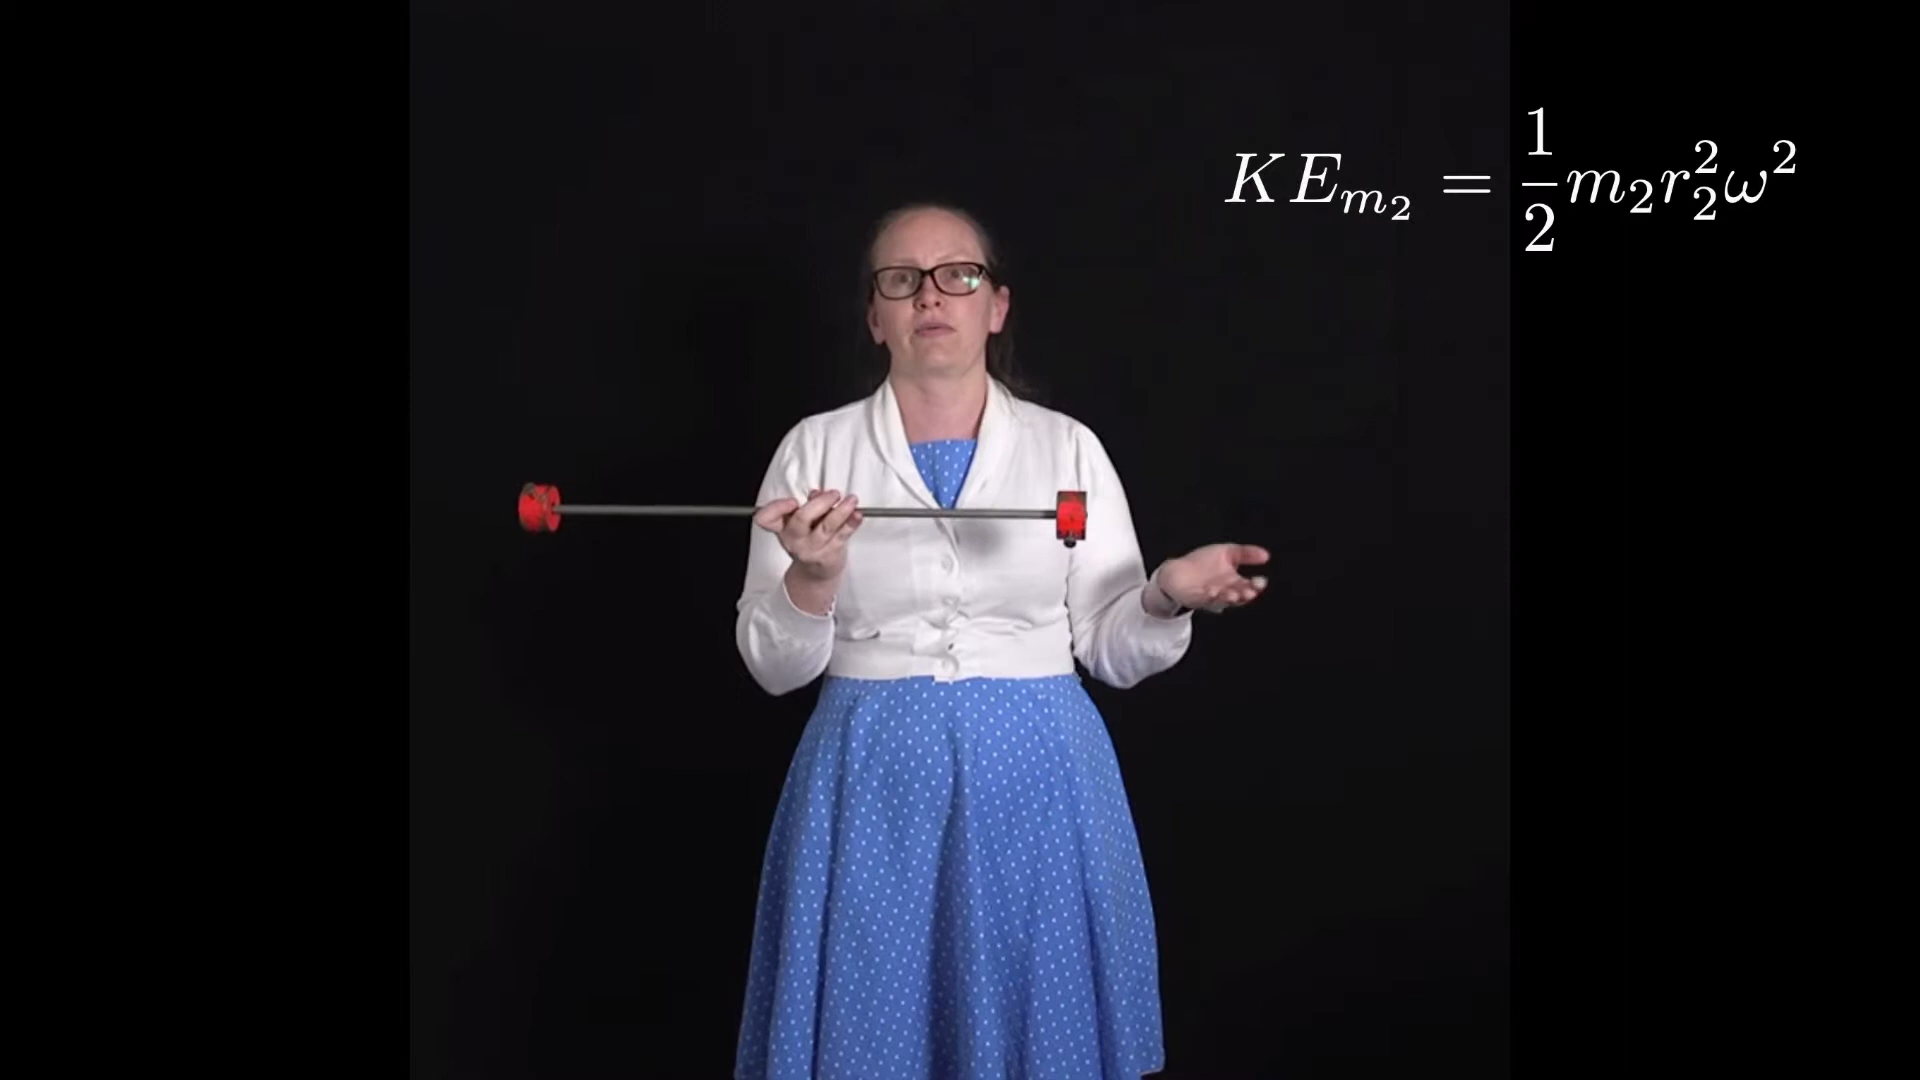 $KE_{m_2} = \frac{1}{2} m_2 r_2^2 \omega^2$